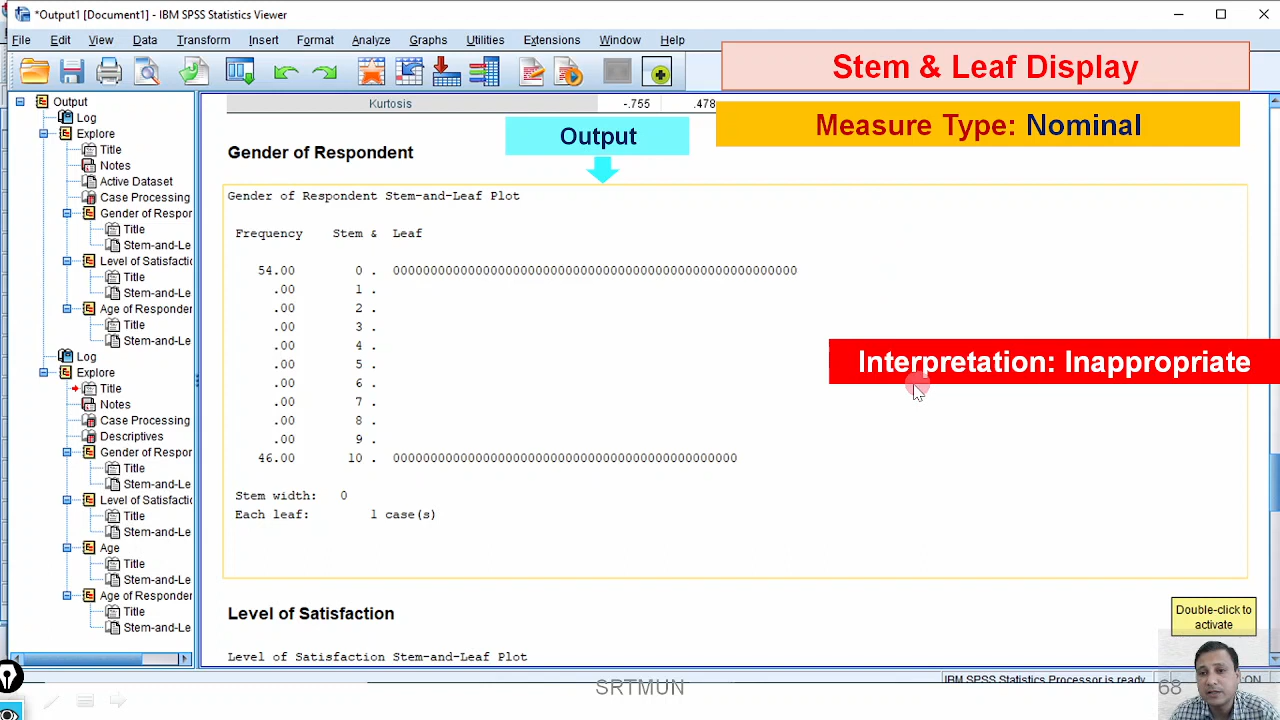 *Output1 [Document1] - IBM SPSS Statistics Viewer
File Edit View Data Transform Insert Format Analyze Graphs Utilities Extensions Window Help
Stem & Leaf Display
Measure Type: Nominal
Output
Log
Explore
Title
Notes
Active Dataset
Case Processing
Gender of Respor
Title
Stem-and-Le
Level of Satisfactic
Title
Stem-and-Le
Age of Responder
Title
Stem-and-Le
Log
Explore
Title
Notes
Case Processing
Descriptives
Gender of Respor
Title
Stem-and-Le
Level of Satisfactic
Title
Stem-and-Le
Age
Title
Stem-and-Le
Age of Responder
Title
Stem-and-Le
Kurtosis -.755 .478
Output
Gender of Respondent
Gender of Respondent Stem-and-Leaf Plot
Frequency Stem & Leaf
54.00 0 . 000000000000000000000000000000000000000000000000000000
.00 1 .
.00 2 .
.00 3 .
.00 4 .
.00 5 .
.00 6 .
.00 7 .
.00 8 .
.00 9 .
46.00 10 . 0000000000000000000000000000000000000000000000
Stem width: 0
Each leaf: 1 case(s)
Interpretation: Inappropriate
Level of Satisfaction
Level of Satisfaction Stem-and-Leaf Plot
Double-click to
activate
IBM SPSS Statistics Processor is ready
SRTMUN
68